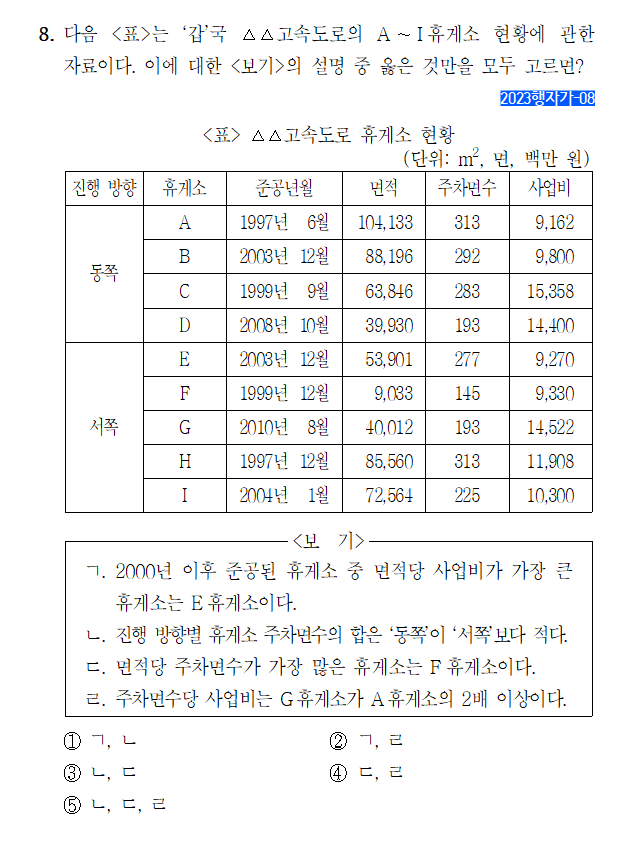 8. 다음 <표>는 ‘갑’국 △△고속도로의 A ~ I휴게소 현황에 관한
자료이다. 이에 대한 <보기>의 설명 중 옳은 것만을 모두 고르면?
2023행자가-08
<표> △△고속도로 휴게소 현황
(단위: m², 면, 백만 원)
진행 방향 휴게소 준공년월 면적 주차면수 사업비
동쪽
A 1997년 6월 104,133 313 9,162
B 2003년 12월 88,196 292 9,800
C 1999년 9월 63,846 283 15,358
D 2008년 10월 39,930 193 14,400
서쪽
E 2003년 12월 53,901 277 9,270
F 1999년 12월 9,033 145 9,330
G 2010년 8월 40,012 193 14,522
H 1997년 12월 85,560 313 11,908
I 2004년 1월 72,564 225 10,300
<보 기>
ㄱ. 2000년 이후 준공된 휴게소 중 면적당 사업비가 가장 큰
휴게소는 E휴게소이다.
ㄴ. 진행 방향별 휴게소 주차면수의 합은 ‘동쪽’이 ‘서쪽’보다 적다.
ㄷ. 면적당 주차면수가 가장 많은 휴게소는 F휴게소이다.
ㄹ. 주차면수당 사업비는 G휴게소가 A휴게소의 2배 이상이다.
① ㄱ, ㄴ ② ㄱ, ㄹ
③ ㄴ, ㄷ ④ ㄷ, ㄹ
⑤ ㄴ, ㄷ, ㄹ